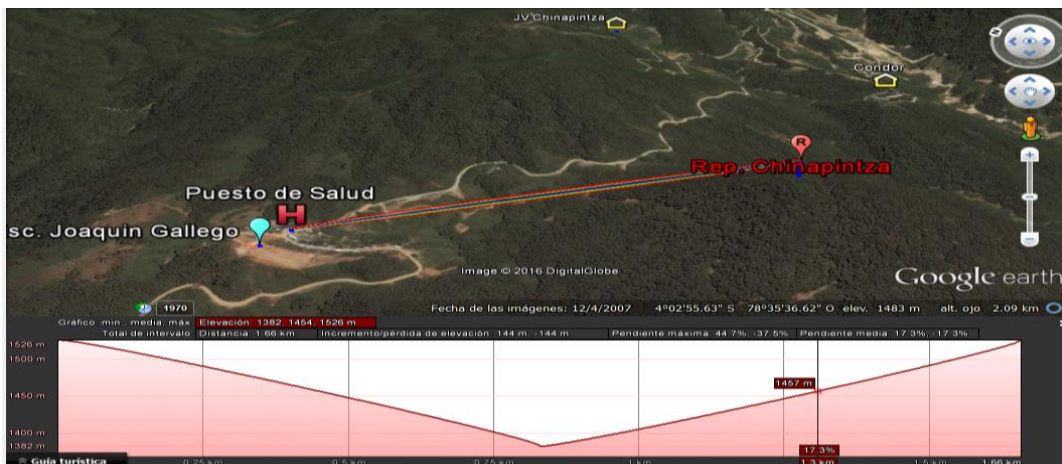 JV Chinapintza
Condor
R
Rep. Chinapintza
Puesto de Salud
H
sc. Joaquin Gallego
Image © 2016 DigitalGlobe
Google earth
1970
Fecha de las imágenes: 12/4/2007 4°02'55.63" S 78°35'36.62" O elev. 1483 m alt. ojo 2.09 km
Gráfico min., media, máx Elevación: 1382, 1454, 1526 m
Total de intervalo Distancia: 1.66 km Incremento/pérdida de elevación: 144 m, -144 m Pendiente máxima: 44.7%, -37.5% Pendiente media: 17.3%, -17.3%
1526 m
1500 m
1457 m
1450 m
1400 m
1382 m
17.3%
Guía turística 0.25 km 0.5 km 0.75 km 1 km 1.3 km 1.5 km 1.66 km